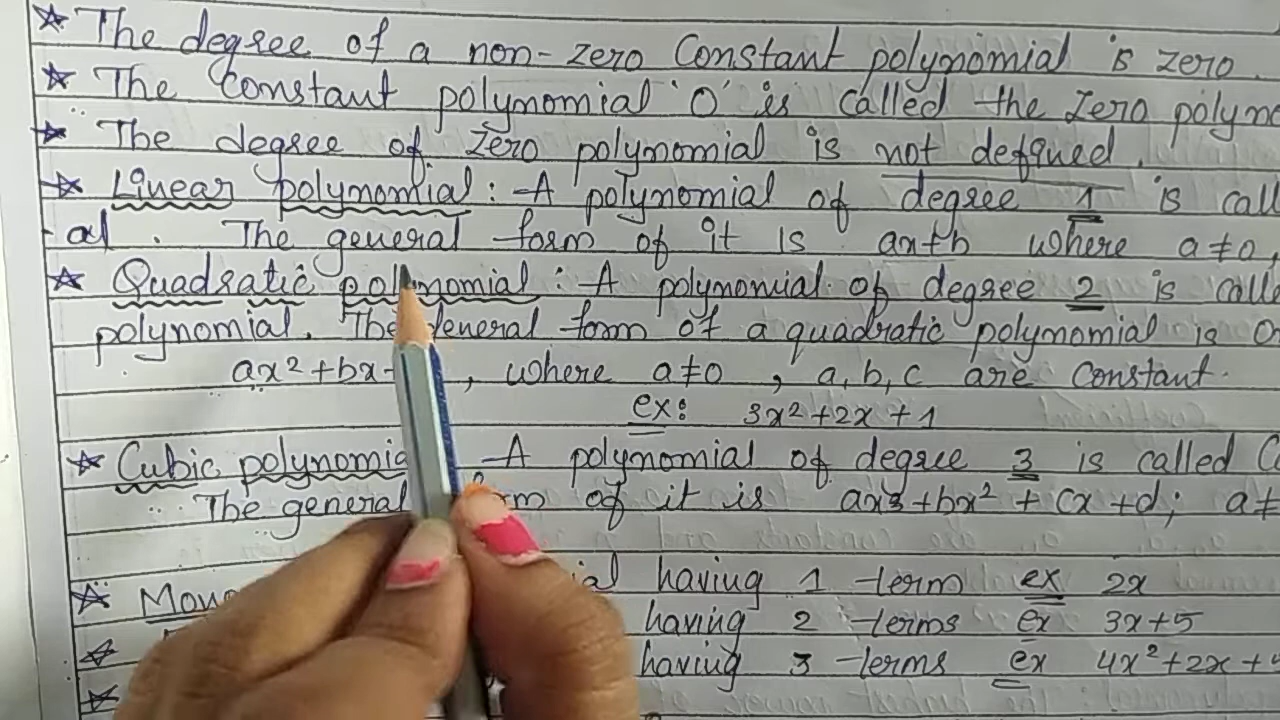 ☆ The degree of a non-zero Constant polynomial is zero.
☆ The Constant polynomial '0' is called the Zero
☆ The degree of Zero polynomial is not defined.
☆ Linear polynomial : - A polynomial of degree 1 is
al . The general form of it is ax+b where a≠0,
☆ Quadratic polynomial : - A polynomial of degree 2 is
polynomial. The General form of a quadratic polynomial is
ax²+bx+ , where a≠0 , a, b, c are constant.
ex: 3x²+2x+1
☆ Cubic A polynomial of degree 3 is called
The general of it is ax3+bx² + cx+d; a≠
having 1 term ex 2x
having 2 terms ex 3x+5
having 3 terms ex 4x²+2x+